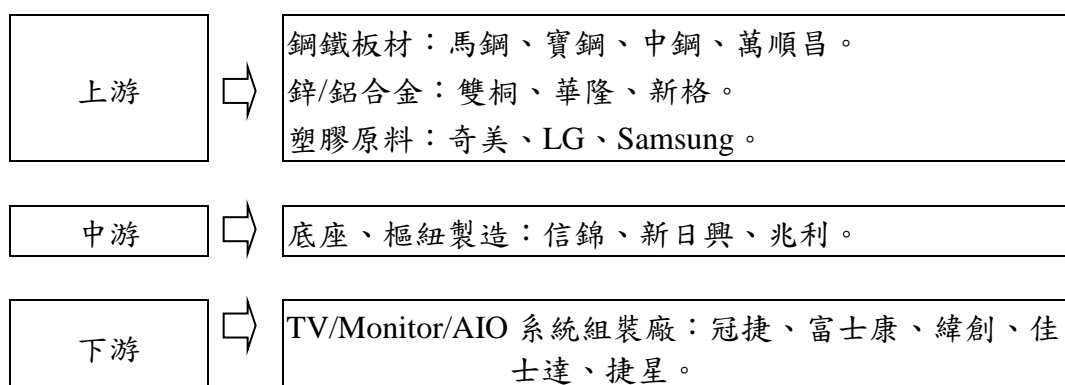 上游
鋼鐵板材：馬鋼、寶鋼、中鋼、萬順昌。
鋅/鋁合金：雙桐、華隆、新格。
塑膠原料：奇美、LG、Samsung。
中游
底座、樞紐製造：信錦、新日興、兆利。
下游
TV/Monitor/AIO 系統組裝廠：冠捷、富士康、緯創、佳
士達、捷星。